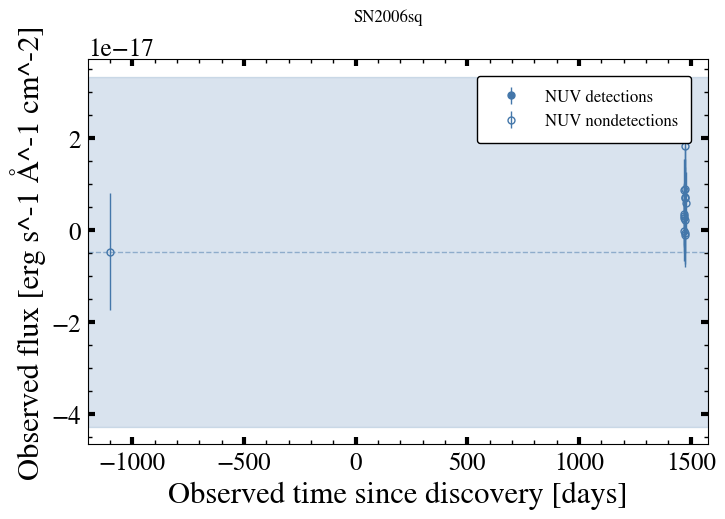 SN2006sq
1e−17
Observed flux [erg s^-1 Å^-1 cm^-2]
2
0
−2
−4
NUV detections
NUV nondetections
−1000 −500 0 500 1000 1500
Observed time since discovery [days]